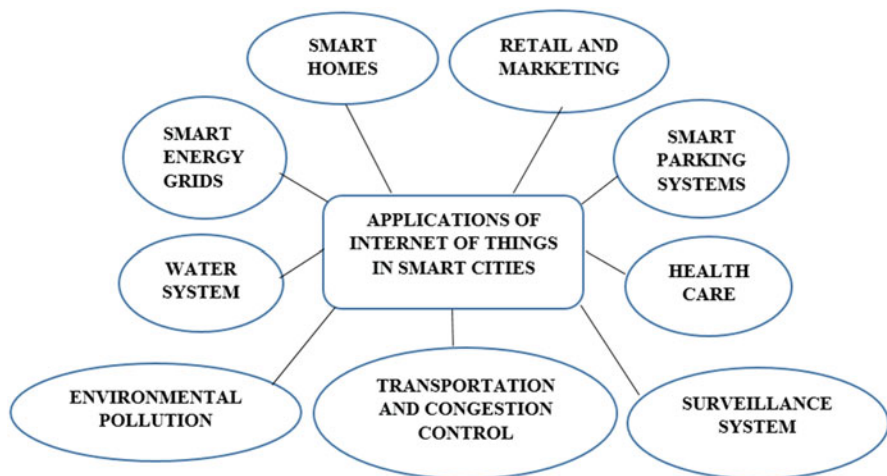 SMART
HOMES
RETAIL AND
MARKETING
SMART
ENERGY
GRIDS
SMART
PARKING
SYSTEMS
APPLICATIONS OF
INTERNET OF THINGS
IN SMART CITIES
WATER
SYSTEM
HEALTH
CARE
ENVIRONMENTAL
POLLUTION
TRANSPORTATION
AND CONGESTION
CONTROL
SURVEILLANCE
SYSTEM